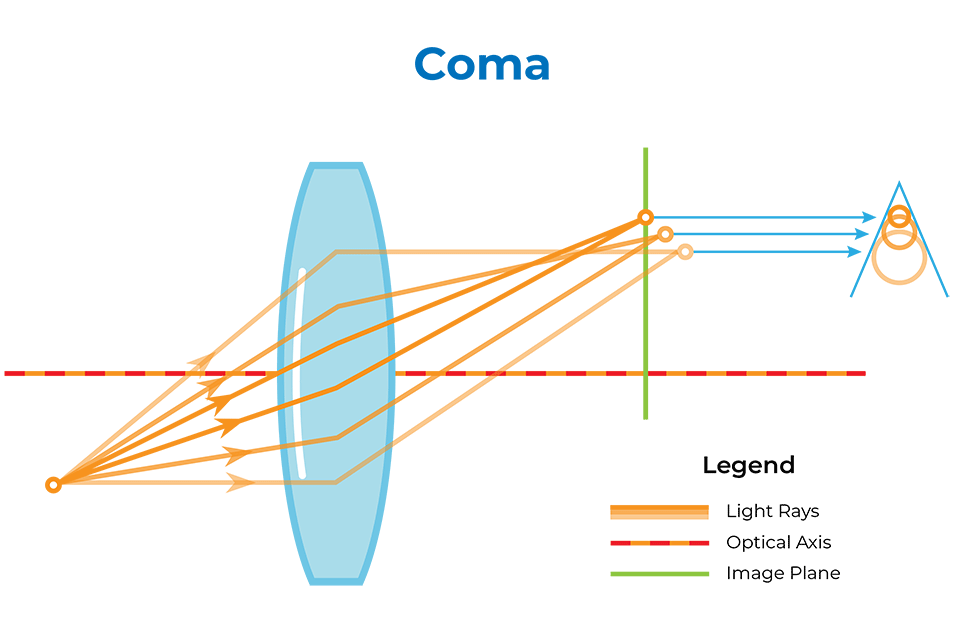 Coma
Legend
Light Rays
Optical Axis
Image Plane